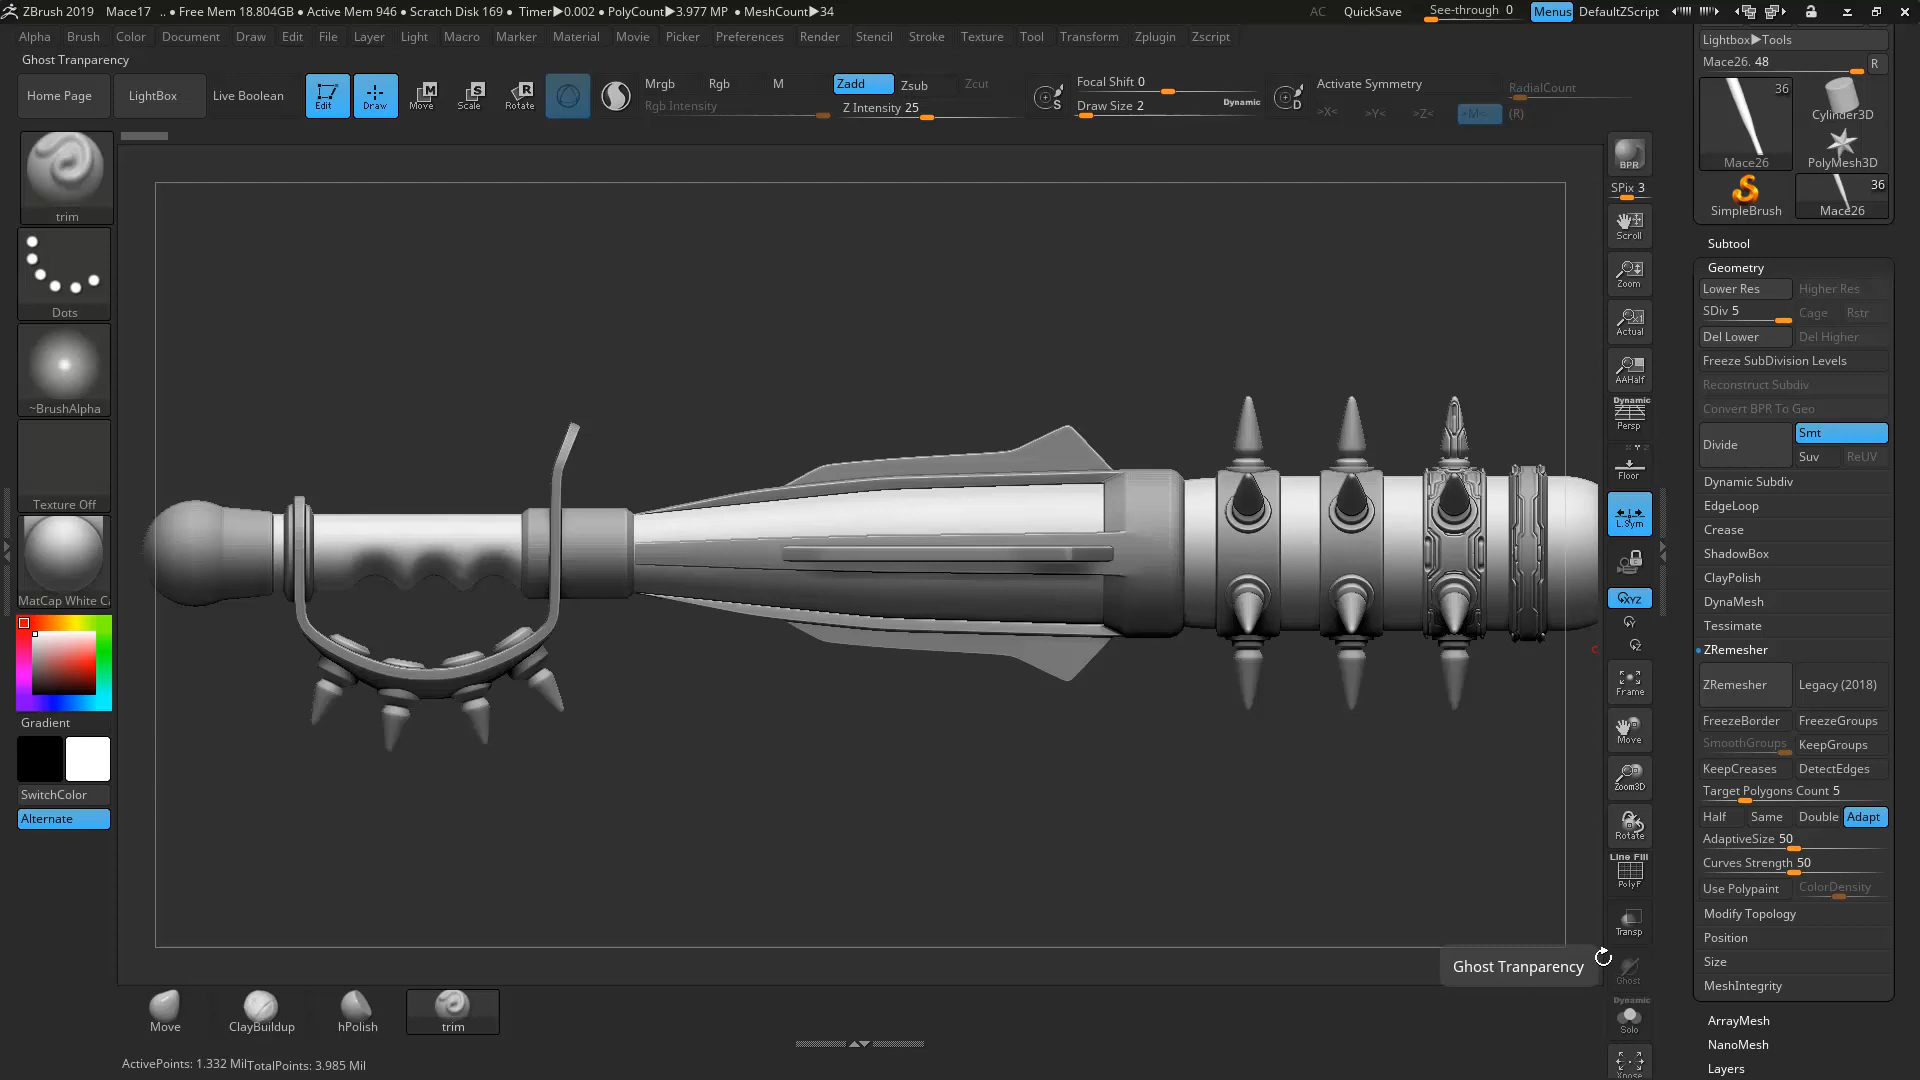 ZBrush 2019 Mace17 .. • Free Mem 18.804GB • Active Mem 946 • Scratch Disk 169 • Timer▶0.002 • PolyCount▶3.977 MP • MeshCount▶34 AC QuickSave See-through 0 Menus DefaultZScript
Alpha Brush Color Document Draw Edit File Layer Light Macro Marker Material Movie Picker Preferences Render Stencil Stroke Texture Tool Transform Zplugin Zscript
Ghost Tranparency
Home Page LightBox Live Boolean Edit Draw Move Scale Rotate
Mrgb Rgb M Zadd Zsub Zcut
Rgb Intensity Z Intensity 25
Focal Shift 0
Draw Size 2 Dynamic
S D
Activate Symmetry RadialCount
>X< >Y< >Z< >M< (R)
trim
Dots
~BrushAlpha
Texture Off
MatCap White C
Gradient
SwitchColor
Alternate
BPR
SPix 3
Scroll
Zoom
Actual
AAHalf
Dynamic
Persp
Floor
L.Sym
XYZ
Frame
Move
Zoom3D
Rotate
Line Fill
PolyF
Transp
Ghost
Dynamic
Solo
Xpose
Lightbox▶Tools
Mace26. 48 R
36
Mace26 Cylinder3D
PolyMesh3D
SimpleBrush 36
Mace26
Subtool
Geometry
Lower Res Higher Res
SDiv 5 Cage Rstr
Del Lower Del Higher
Freeze SubDivision Levels
Reconstruct Subdiv
Convert BPR To Geo
Divide Smt
Suv ReUV
Dynamic Subdiv
EdgeLoop
Crease
ShadowBox
ClayPolish
DynaMesh
Tessimate
ZRemesher
ZRemesher Legacy (2018)
FreezeBorder FreezeGroups
SmoothGroups KeepGroups
KeepCreases DetectEdges
Target Polygons Count 5
Half Same Double Adapt
AdaptiveSize 50
Curves Strength 50
Use Polypaint ColorDensity
Modify Topology
Position
Size
MeshIntegrity
ArrayMesh
NanoMesh
Layers
Ghost Tranparency
Move ClayBuildup hPolish trim
ActivePoints: 1.332 Mil TotalPoints: 3.985 Mil